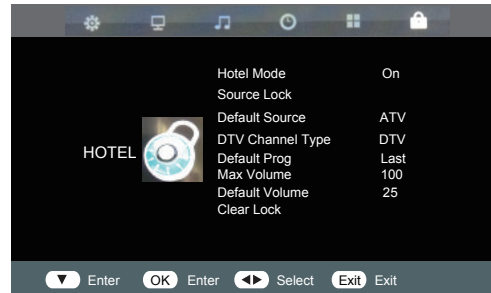 Hotel Mode On
Source Lock
Default Source ATV
DTV Channel Type DTV
HOTEL
Default Prog Last
Max Volume 100
Default Volume 25
Clear Lock
Enter OK Enter Select Exit Exit